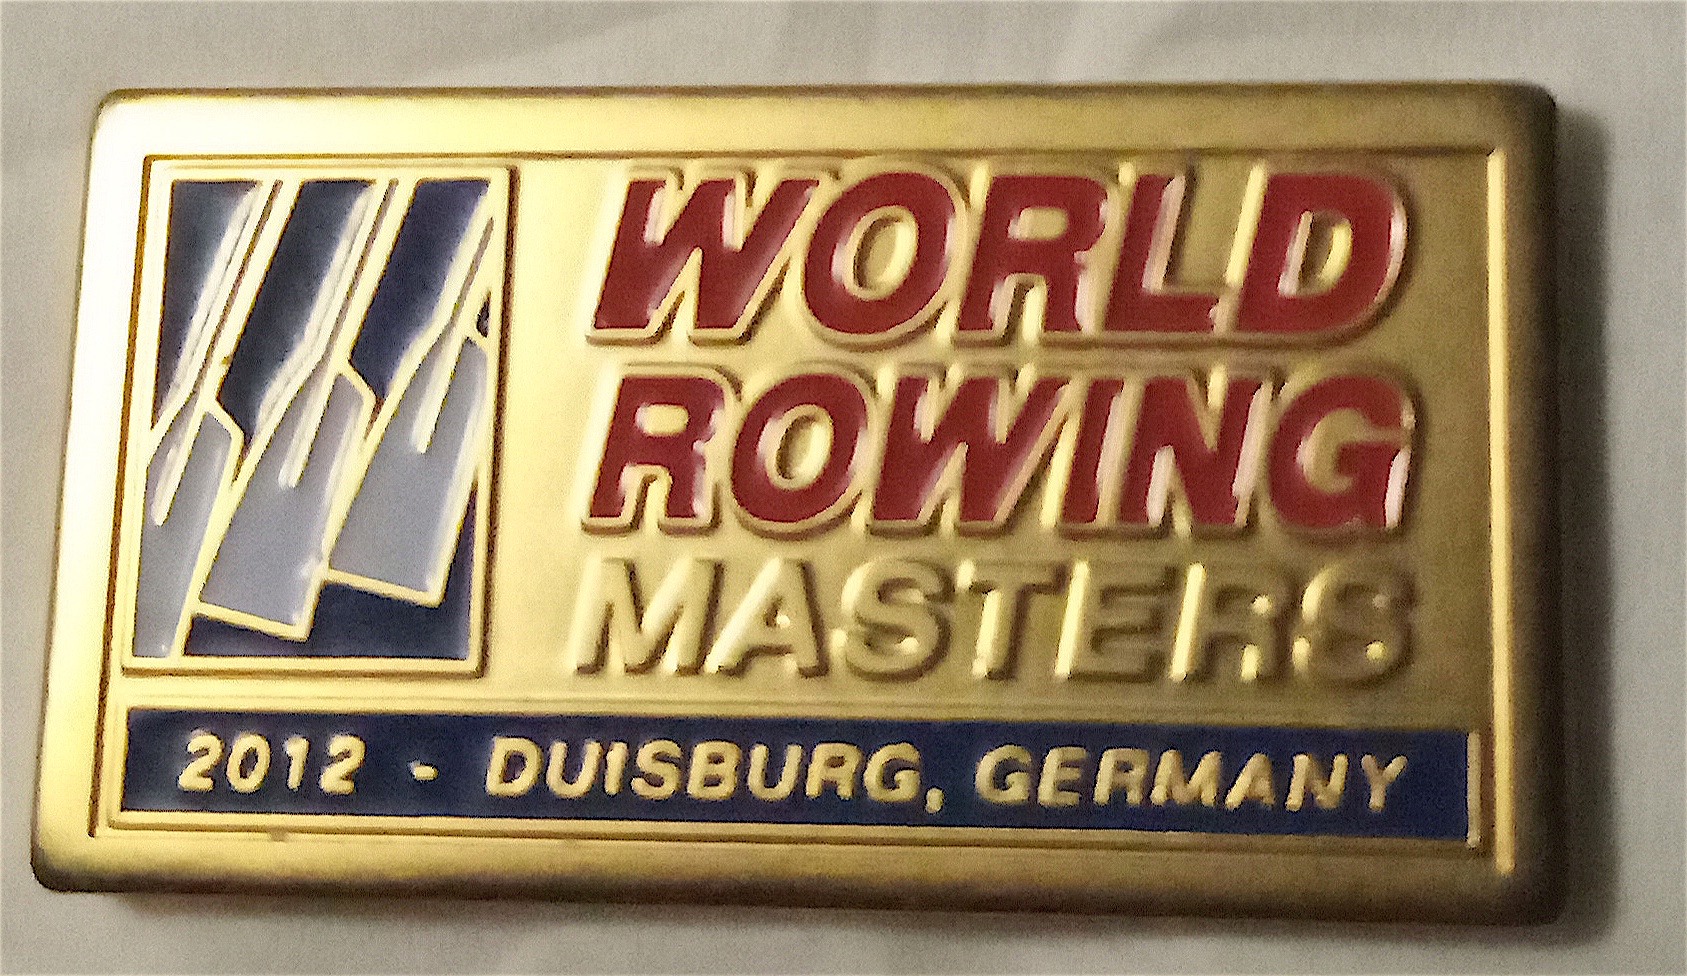 WORLD
ROWING
MASTERS
2012 - DUISBURG, GERMANY